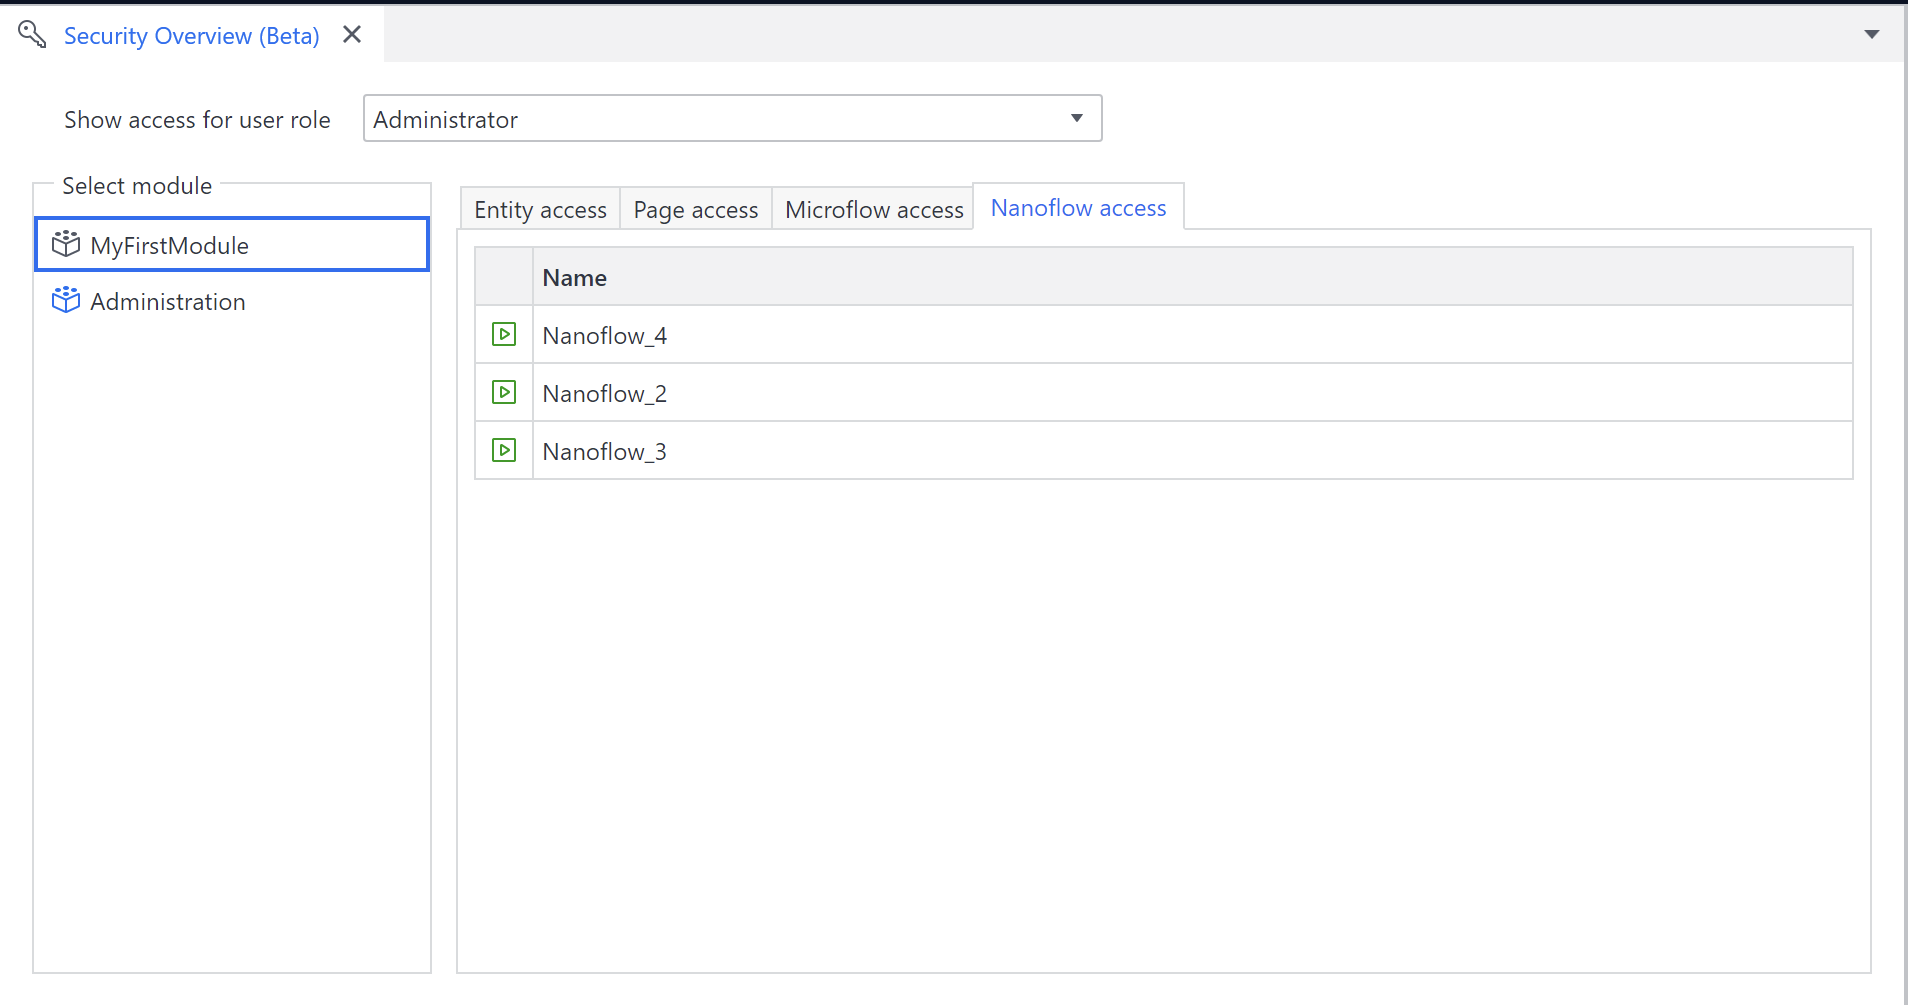 Security Overview (Beta)
Show access for user role Administrator
Select module
MyFirstModule
Administration
Entity access Page access Microflow access Nanoflow access
Name
Nanoflow_4
Nanoflow_2
Nanoflow_3